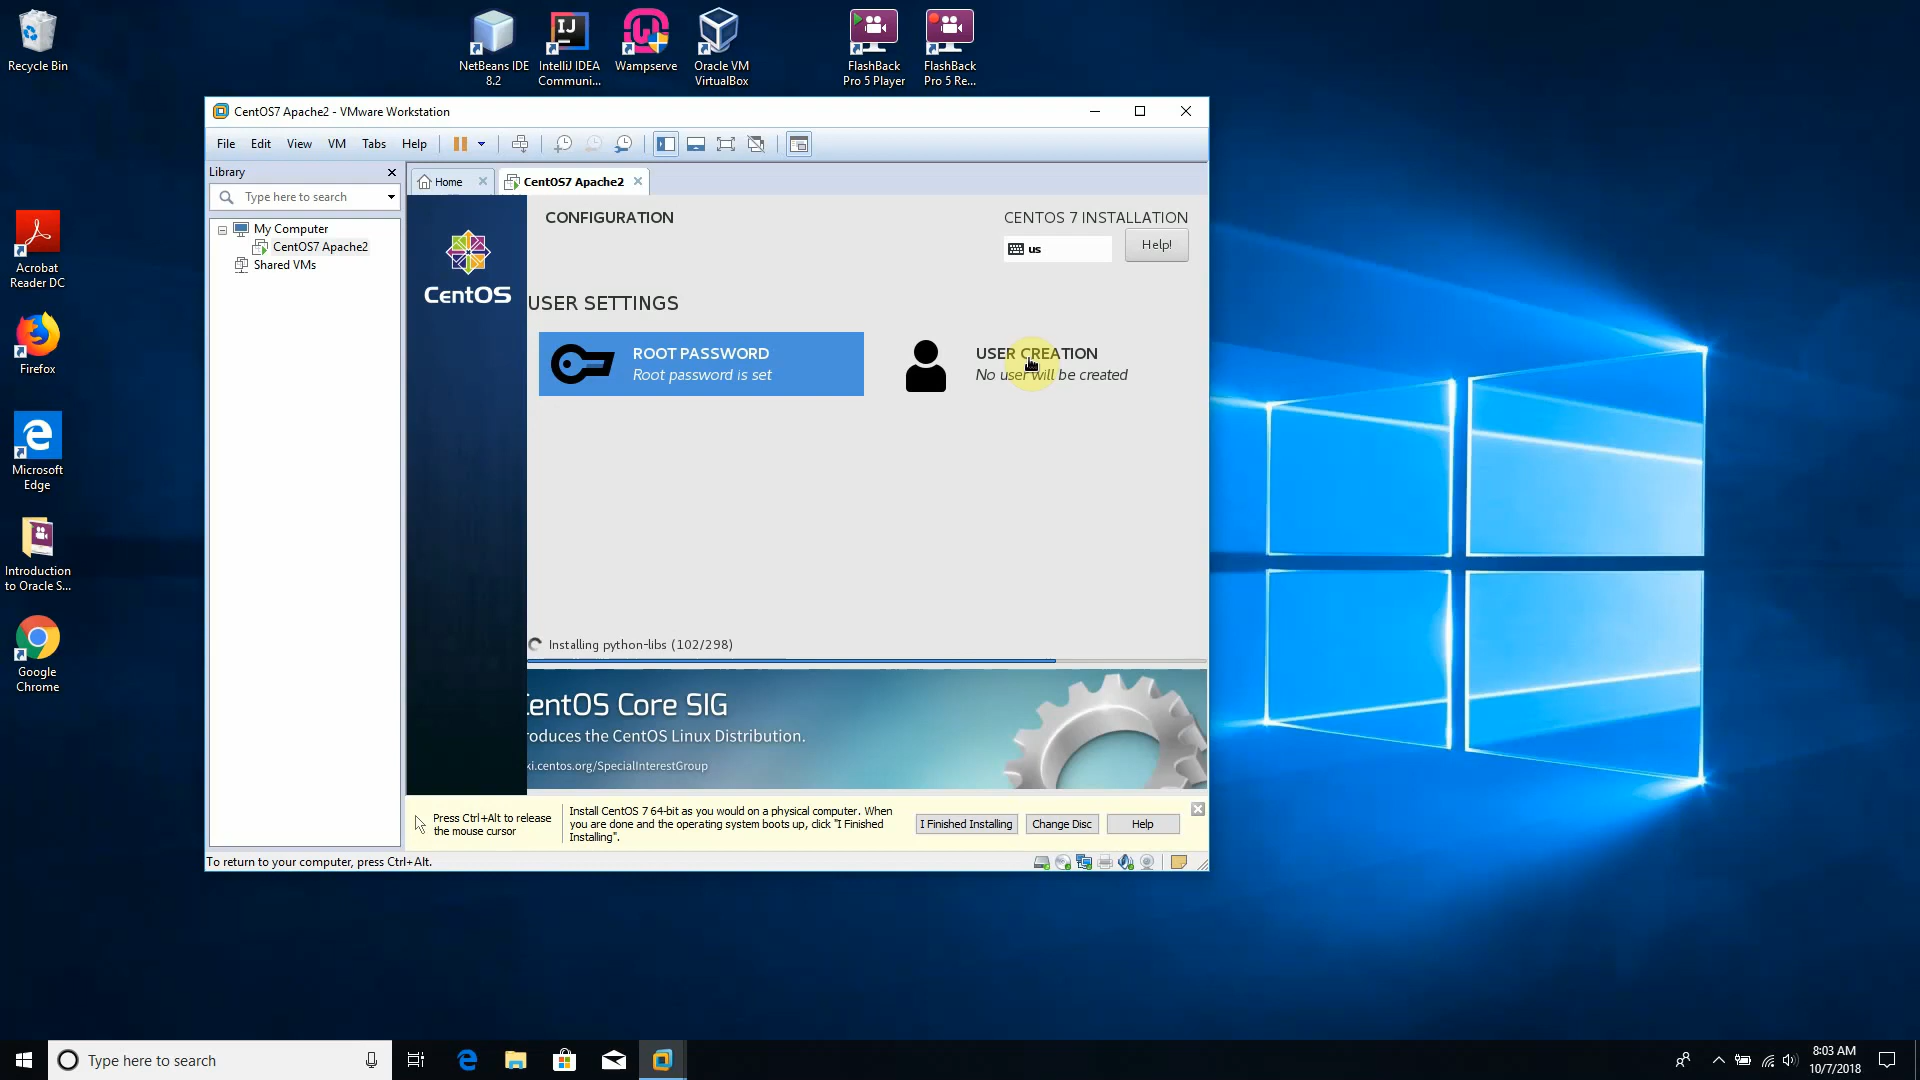 Recycle Bin
NetBeans IDE
8.2
IntelliJ IDEA
Communi...
Wampserve
Oracle VM
VirtualBox
FlashBack
Pro 5 Player
FlashBack
Pro 5 Re...
CentOS7 Apache2 - VMware Workstation
File Edit View VM Tabs Help
Library
Type here to search
My Computer
CentOS7 Apache2
Shared VMs
Home
CentOS7 Apache2
CentOS
CONFIGURATION
CENTOS 7 INSTALLATION
us
Help!
USER SETTINGS
ROOT PASSWORD
Root password is set
USER CREATION
No user will be created
Installing python-libs (102/298)
entOS Core SIG
roduces the CentOS Linux Distribution.
ki.centos.org/SpecialInterestGroup
Press Ctrl+Alt to release
the mouse cursor
Install CentOS 7 64-bit as you would on a physical computer. When
you are done and the operating system boots up, click "I Finished
Installing".
I Finished Installing
Change Disc
Help
To return to your computer, press Ctrl+Alt.
Acrobat
Reader DC
Firefox
Microsoft
Edge
Introduction
to Oracle S...
Google
Chrome
Type here to search
8:03 AM
10/7/2018